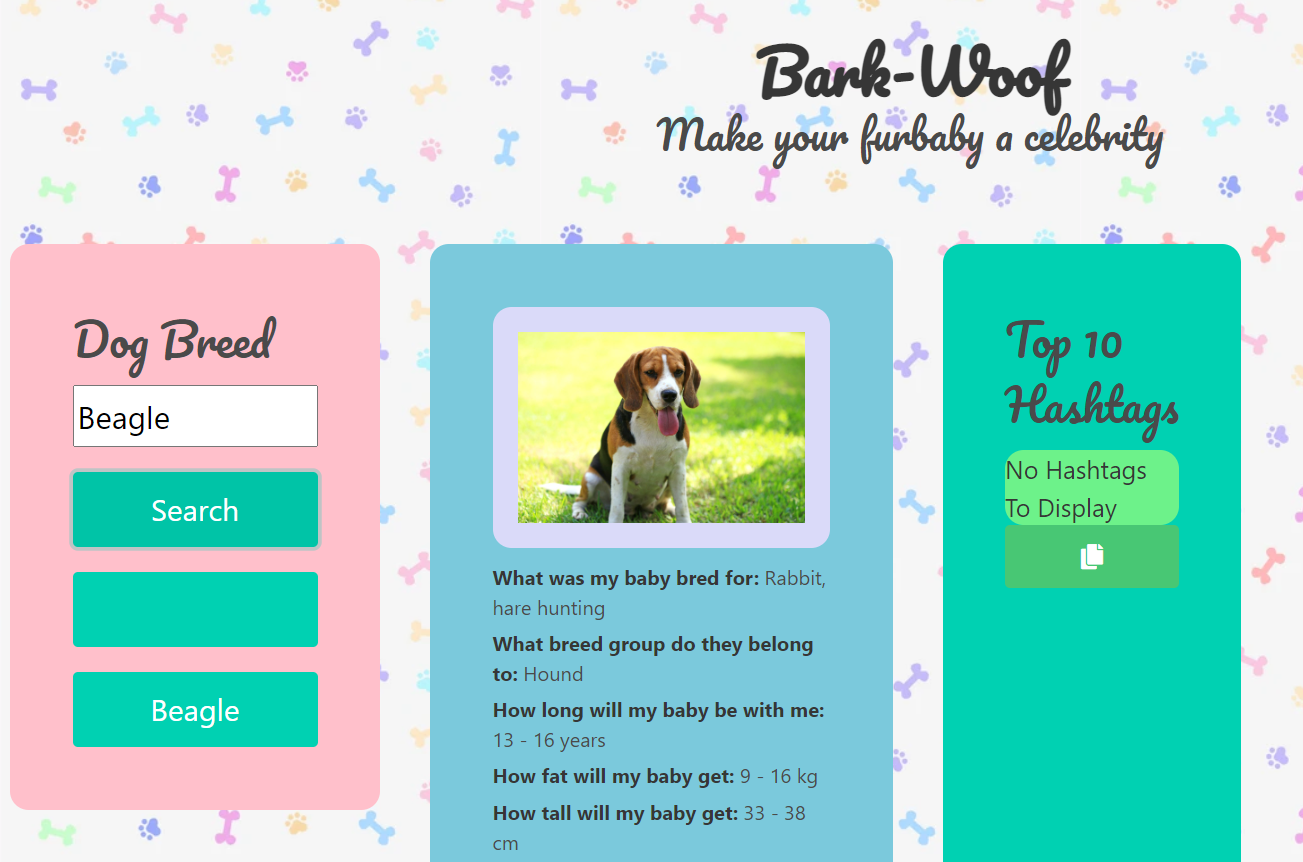 Bark-Woof
Make your furbaby a celebrity
Dog Breed
Beagle
Search
Beagle
What was my baby bred for: Rabbit,
hare hunting
What breed group do they belong
to: Hound
How long will my baby be with me:
13 - 16 years
How fat will my baby get: 9 - 16 kg
How tall will my baby get: 33 - 38
cm
Top 10
Hashtags
No Hashtags
To Display